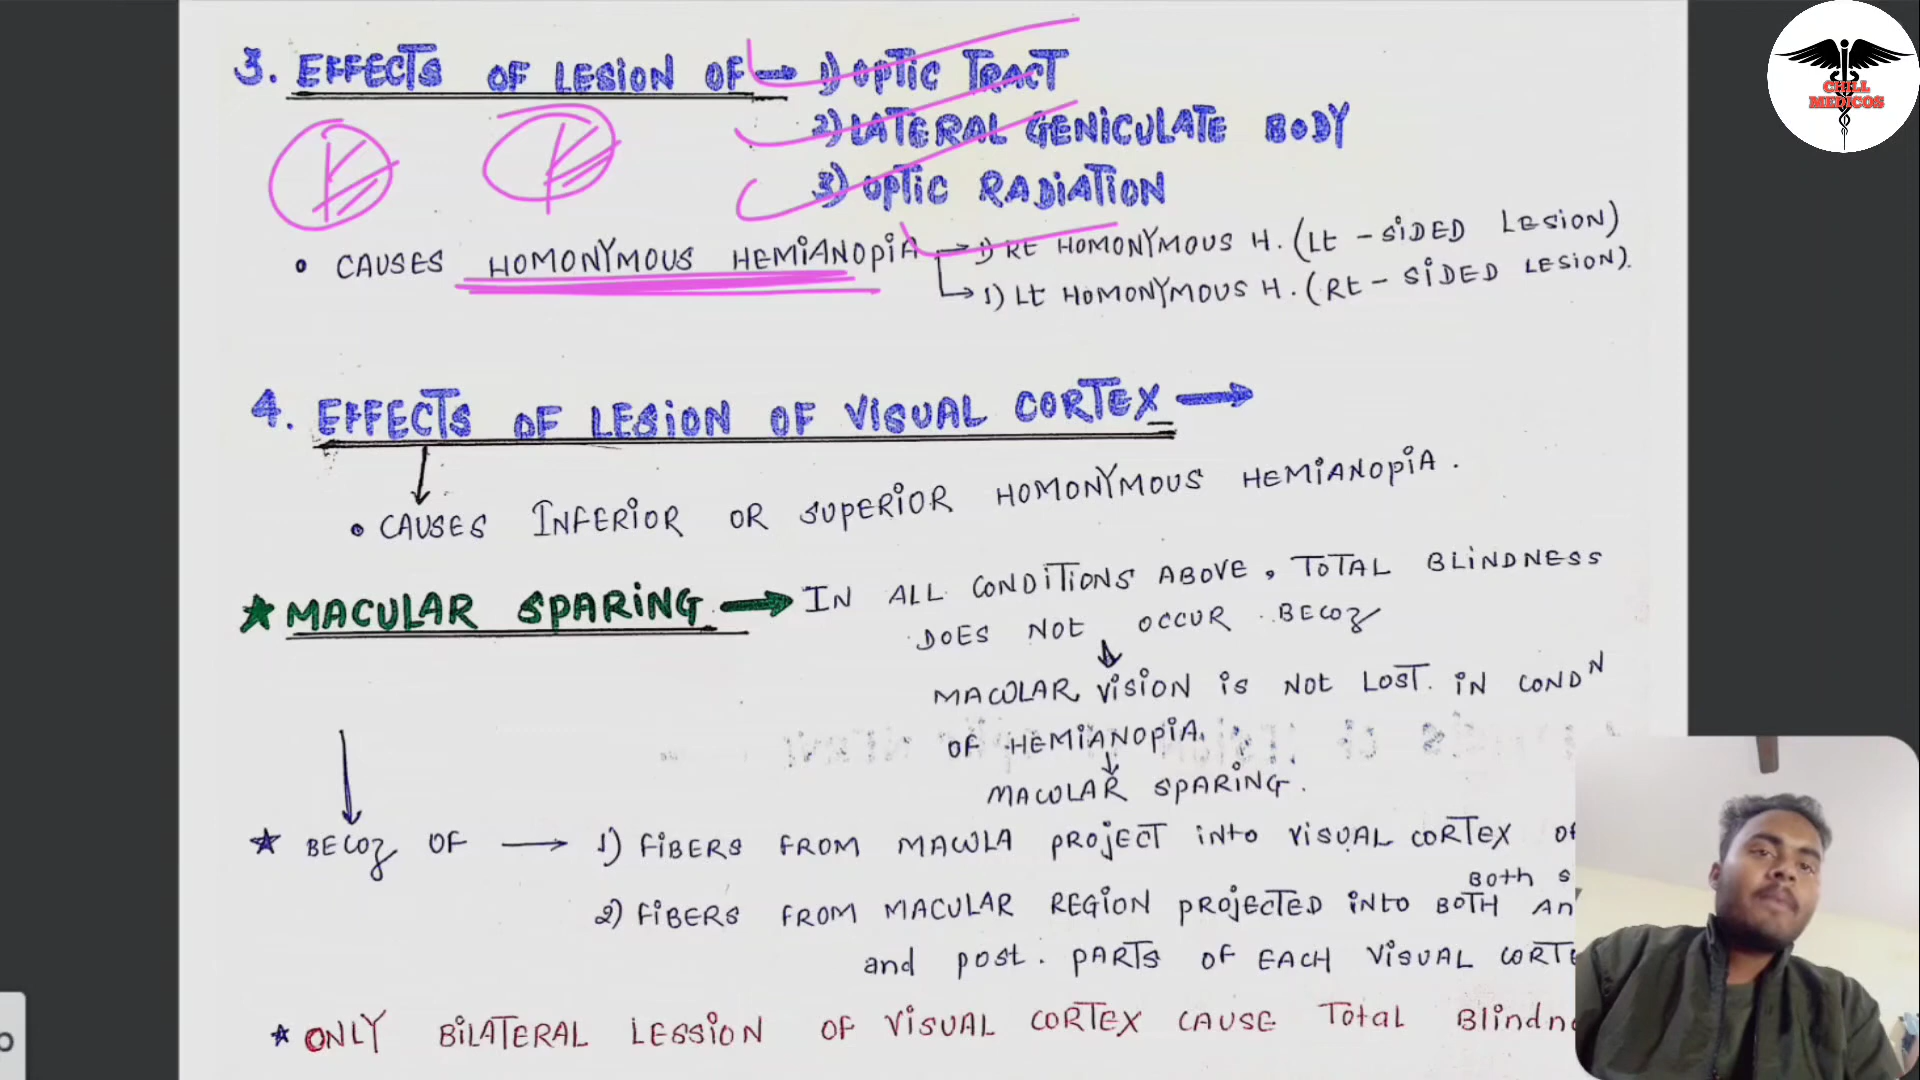 3. EFFECTS OF LESION OF → 1) OPTIC TRACT
2) LATERAL GENICULATE BODY
3) OPTIC RADIATION
• CAUSES HOMONYMOUS HEMIANOPIA → 1) Rt HOMONYMOUS H. (Lt - SIDED LESION)
→ 1) Lt HOMONYMOUS H. (Rt - SIDED LESION).
4. EFFECTS OF LESION OF VISUAL CORTEX →
• CAUSES INFERIOR OR SUPERIOR HOMONYMOUS HEMIANOPIA.
★ MACULAR SPARING → IN ALL CONDITIONS ABOVE, TOTAL BLINDNESS
DOES NOT OCCUR BECOZ
MACULAR VISION IS NOT LOST. IN CONDN
OF HEMIANOPIA.
MACULAR SPARING.
★ BECOZ OF → 1) FIBERS FROM MACULA PROJECT INTO VISUAL CORTEX OF
BOTH S
2) FIBERS FROM MACULAR REGION PROJECTED INTO BOTH AN
and post. PARTS OF EACH VISUAL CORTE
★ ONLY BILATERAL LESSION OF VISUAL CORTEX CAUSE Total Blindn
CHILL
MEDICOS